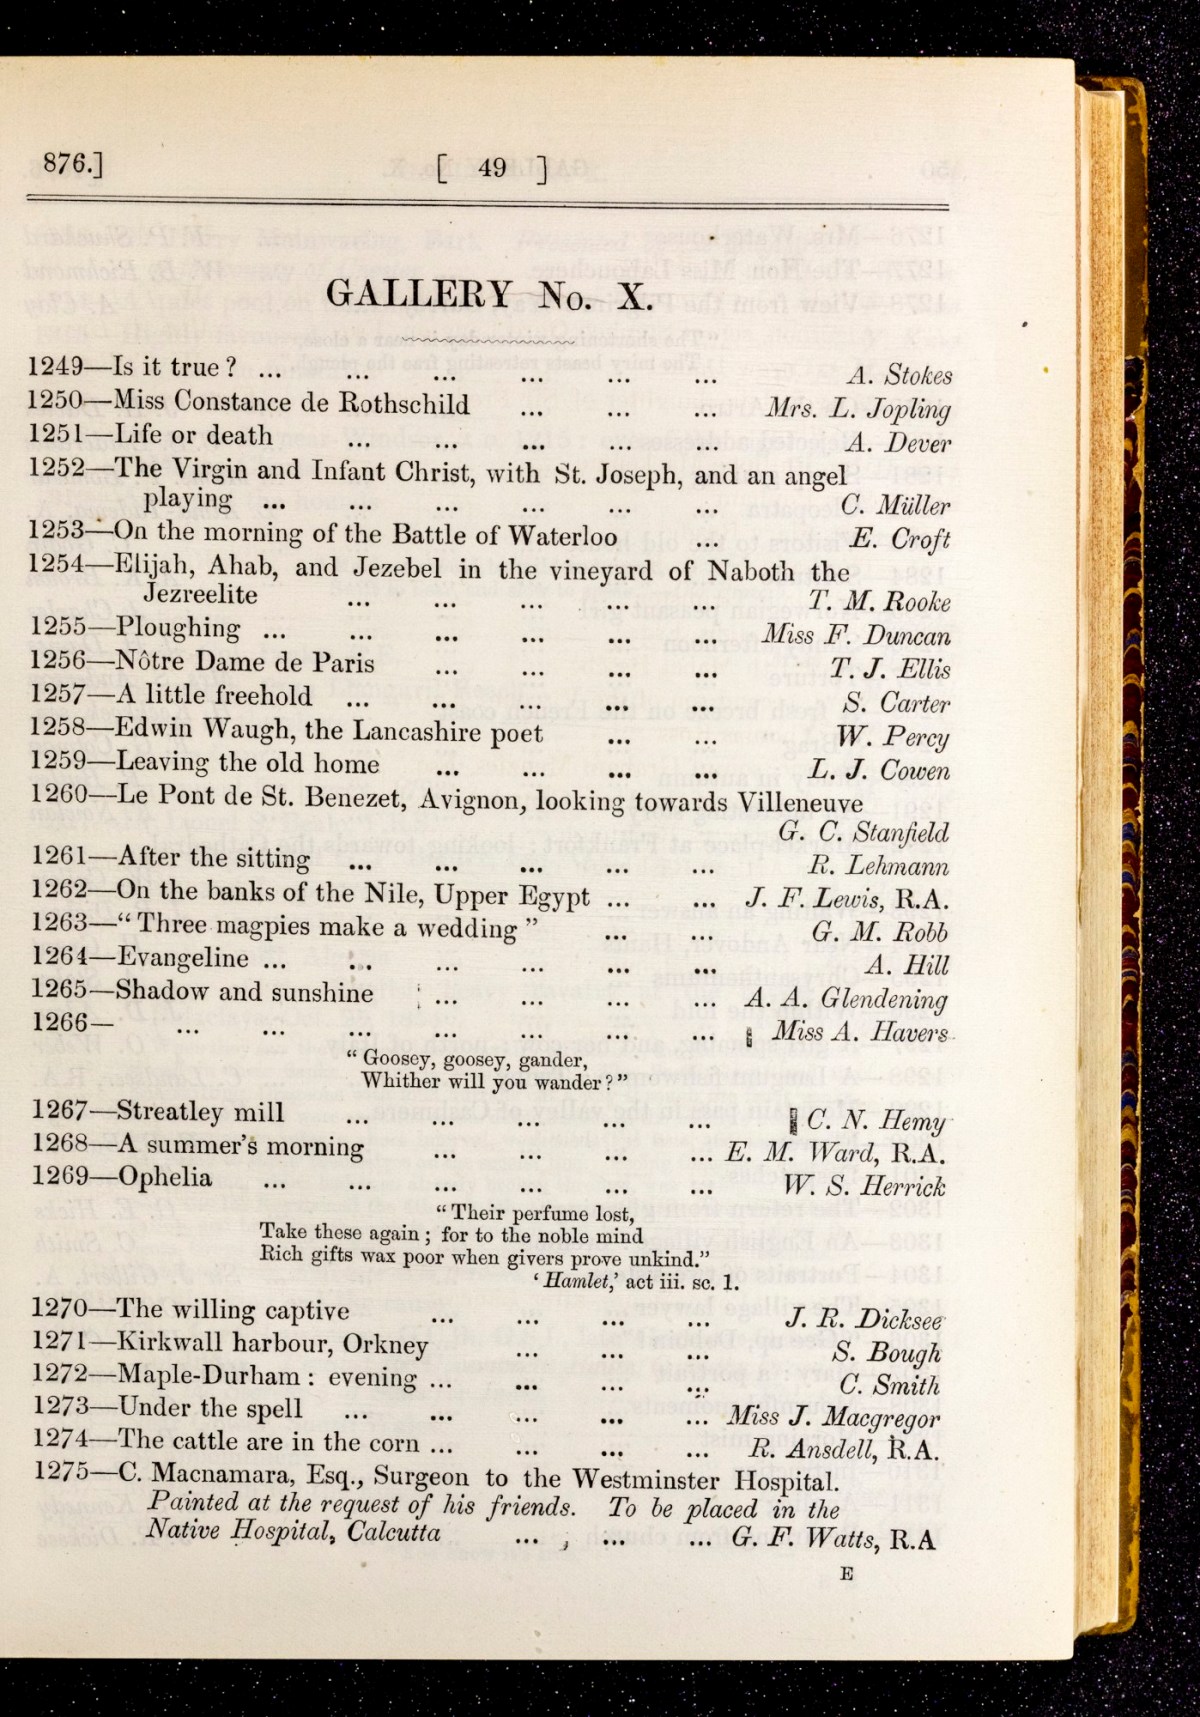 876.] [ 49 ]
GALLERY No. X.
1249—Is it true? ... ... ... ... ... ... A. Stokes
1250—Miss Constance de Rothschild ... ... ... Mrs. L. Jopling
1251—Life or death ... ... ... ... ... A. Dever
1252—The Virgin and Infant Christ, with St. Joseph, and an angel
playing ... ... ... ... ... ... C. Müller
1253—On the morning of the Battle of Waterloo ... E. Croft
1254—Elijah, Ahab, and Jezebel in the vineyard of Naboth the
Jezreelite ... ... ... ... ... T. M. Rooke
1255—Ploughing ... ... ... ... ... ... Miss F. Duncan
1256—Nôtre Dame de Paris ... ... ... ... T. J. Ellis
1257—A little freehold ... ... ... ... ... S. Carter
1258—Edwin Waugh, the Lancashire poet ... ... W. Percy
1259—Leaving the old home ... ... ... ... L. J. Cowen
1260—Le Pont de St. Benezet, Avignon, looking towards Villeneuve
G. C. Stanfield
1261—After the sitting ... ... ... ... ... R. Lehmann
1262—On the banks of the Nile, Upper Egypt ... ... J. F. Lewis, R.A.
1263—“Three magpies make a wedding” ... ... G. M. Robb
1264—Evangeline ... ... ... ... ... ... A. Hill
1265—Shadow and sunshine ... ... ... ... A. A. Glendening
1266— ... ... ... ... ... ... ... Miss A. Havers
“Goosey, goosey, gander,
Whither will you wander?”
1267—Streatley mill ... ... ... ... ... C. N. Hemy
1268—A summer’s morning ... ... ... ... E. M. Ward, R.A.
1269—Ophelia ... ... ... ... ... ... W. S. Herrick
“Their perfume lost,
Take these again; for to the noble mind
Rich gifts wax poor when givers prove unkind.”
‘Hamlet,’ act iii. sc. 1.
1270—The willing captive ... ... ... ... J. R. Dicksee
1271—Kirkwall harbour, Orkney ... ... ... S. Bough
1272—Maple-Durham: evening ... ... ... ... C. Smith
1273—Under the spell ... ... ... ... ... Miss J. Macgregor
1274—The cattle are in the corn ... ... ... ... R. Ansdell, R.A.
1275—C. Macnamara, Esq., Surgeon to the Westminster Hospital.
Painted at the request of his friends. To be placed in the
Native Hospital, Calcutta ... ... ... G. F. Watts, R.A
E